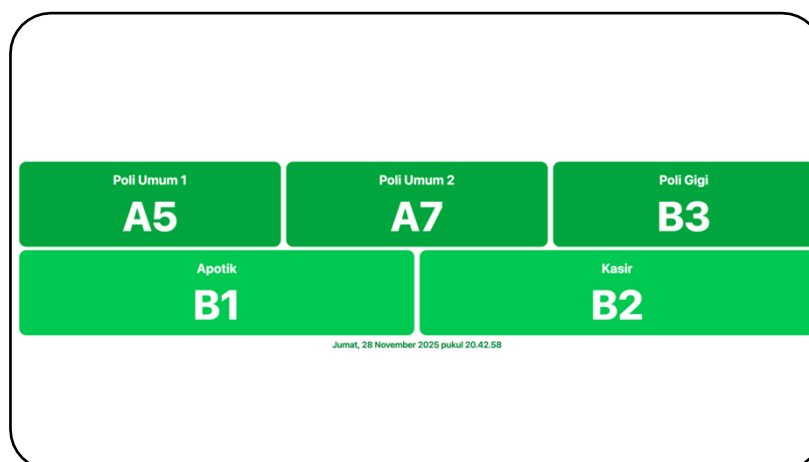 Poli Umum 1
A5
Poli Umum 2
A7
Poli Gigi
B3
Apotik
B1
Kasir
B2
Jumat, 28 November 2025 pukul 20.42.58